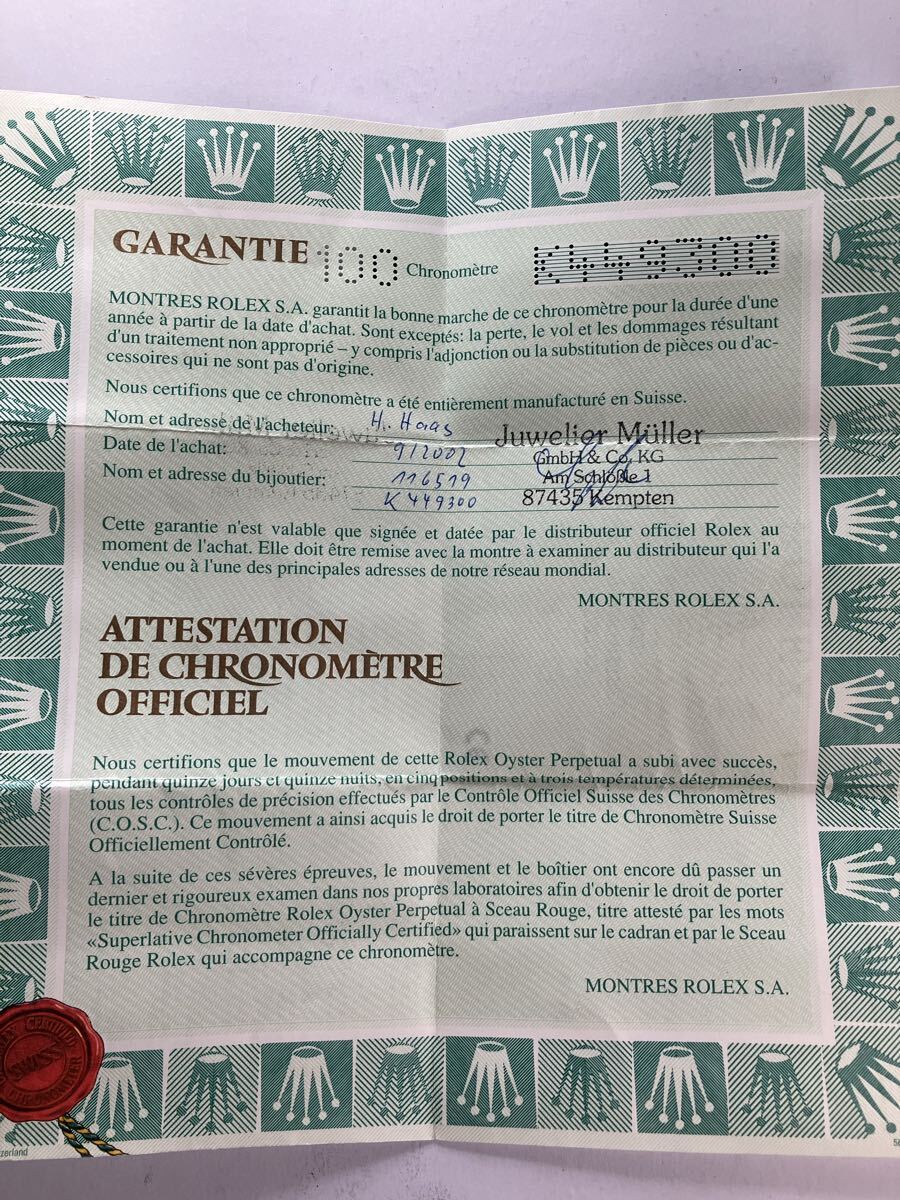 GARANTIE 100 Chronomètre K449300
MONTRES ROLEX S.A. garantit la bonne marche de ce chronomètre pour la durée d'une
année à partir de la date d'achat. Sont exceptés: la perte, le vol et les dommages résultant
d'un traitement non approprié – y compris l'adjonction ou la substitution de pièces ou d'ac-
cessoires qui ne sont pas d'origine.
Nous certifions que ce chronomètre a été entièrement manufacturé en Suisse.
Nom et adresse de l'acheteur: H. Haas
Date de l'achat: 9/2002
Nom et adresse du bijoutier: 116519
K 449300
Juwelier Müller
GmbH & Co. KG
Am Schlößle 1
87435 Kempten
Cette garantie n'est valable que signée et datée par le distributeur officiel Rolex au
moment de l'achat. Elle doit être remise avec la montre à examiner au distributeur qui l'a
vendue ou à l'une des principales adresses de notre réseau mondial.
MONTRES ROLEX S.A.
ATTESTATION
DE CHRONOMÈTRE
OFFICIEL
Nous certifions que le mouvement de cette Rolex Oyster Perpetual a subi avec succès,
pendant quinze jours et quinze nuits, en cinq positions et à trois températures déterminées,
tous les contrôles de précision effectués par le Contrôle Officiel Suisse des Chronomètres
(C.O.S.C.). Ce mouvement a ainsi acquis le droit de porter le titre de Chronomètre Suisse
Officiellement Contrôlé.
A la suite de ces sévères épreuves, le mouvement et le boîtier ont encore dû passer un
dernier et rigoureux examen dans nos propres laboratoires afin d'obtenir le droit de porter
le titre de Chronomètre Rolex Oyster Perpetual à Sceau Rouge, titre attesté par les mots
«Superlative Chronometer Officially Certified» qui paraissent sur le cadran et par le Sceau
Rouge Rolex qui accompagne ce chronomètre.
MONTRES ROLEX S.A.
SWISS
zerland